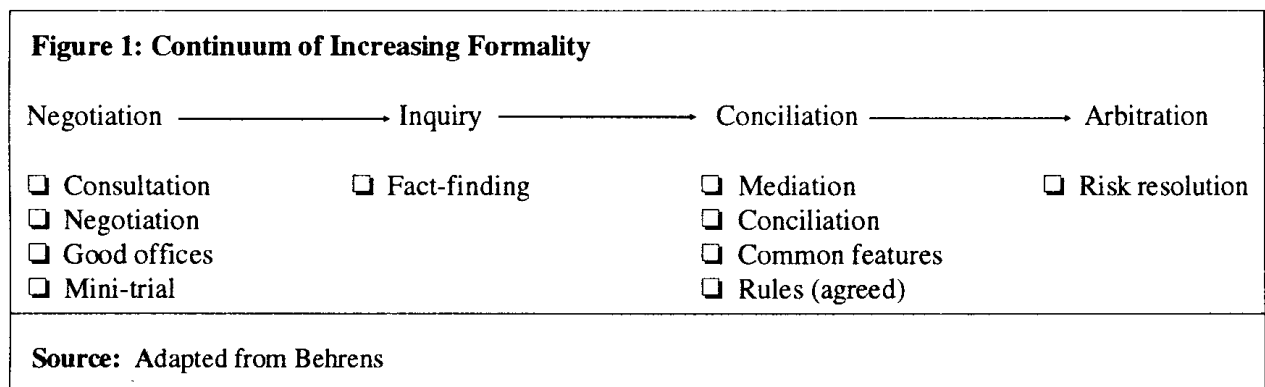 Figure 1: Continuum of Increasing Formality
Negotiation Inquiry Conciliation Arbitration
❏ Consultation ❏ Fact-finding ❏ Mediation ❏ Risk resolution
❏ Negotiation ❏ Conciliation
❏ Good offices ❏ Common features
❏ Mini-trial ❏ Rules (agreed)
Source: Adapted from Behrens